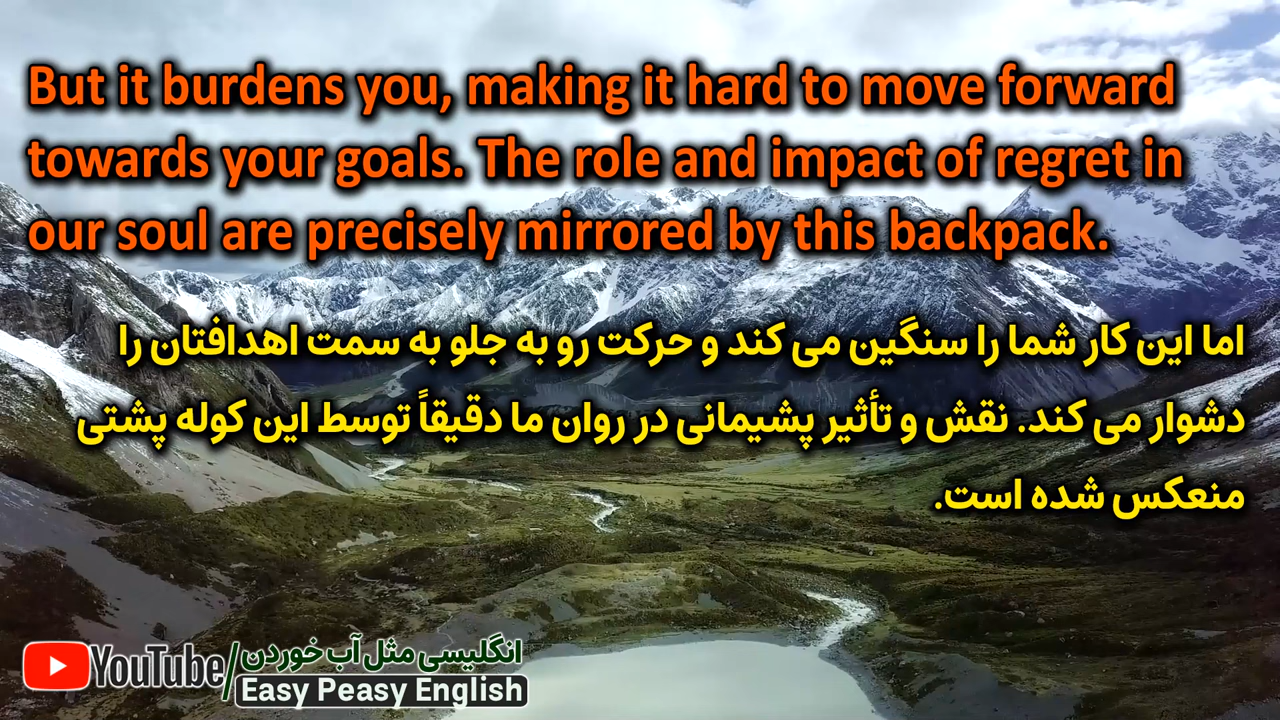 But it burdens you, making it hard to move forward
towards your goals. The role and impact of regret in
our soul are precisely mirrored by this backpack.
اما این کار شما را سنگین می کند و حرکت رو به جلو به سمت اهدافتان را
دشوار می کند. نقش و تأثیر پشیمانی در روان ما دقیقاً توسط این کوله پشتی
منعکس شده است.
YouTube/انگلیسی مثل آب خوردن
Easy Peasy English